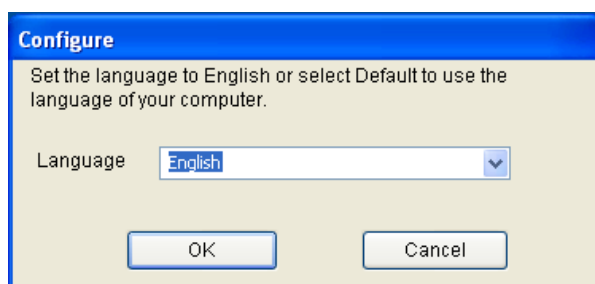 Configure
Set the language to English or select Default to use the
language of your computer.
Language English
OK Cancel